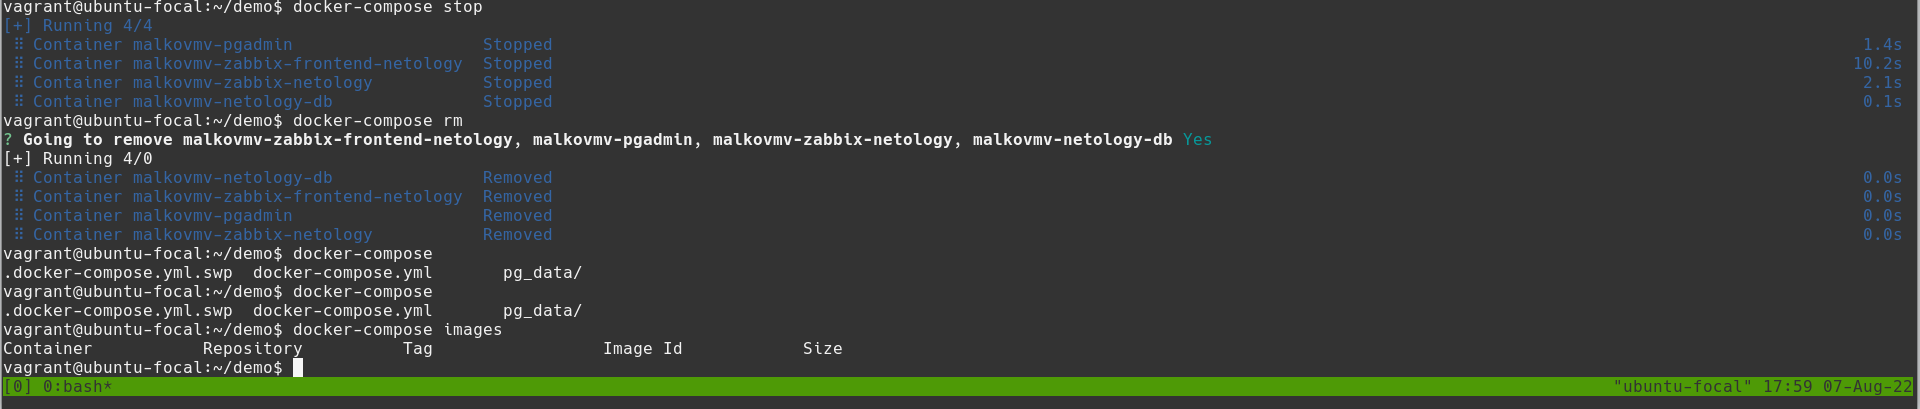 vagrant@ubuntu-focal:~/demo$ docker-compose stop
[+] Running 4/4
⠿ Container malkovmv-pgadmin                   Stopped                   1.4s
⠿ Container malkovmv-zabbix-frontend-netology  Stopped                   10.2s
⠿ Container malkovmv-zabbix-netology           Stopped                   2.1s
⠿ Container malkovmv-netology-db               Stopped                   0.1s
vagrant@ubuntu-focal:~/demo$ docker-compose rm
? Going to remove malkovmv-zabbix-frontend-netology, malkovmv-pgadmin, malkovmv-zabbix-netology, malkovmv-netology-db Yes
[+] Running 4/0
⠿ Container malkovmv-netology-db               Removed                   0.0s
⠿ Container malkovmv-zabbix-frontend-netology  Removed                   0.0s
⠿ Container malkovmv-pgadmin                   Removed                   0.0s
⠿ Container malkovmv-zabbix-netology           Removed                   0.0s
vagrant@ubuntu-focal:~/demo$ docker-compose
.docker-compose.yml.swp  docker-compose.yml       pg_data/
vagrant@ubuntu-focal:~/demo$ docker-compose
.docker-compose.yml.swp  docker-compose.yml       pg_data/
vagrant@ubuntu-focal:~/demo$ docker-compose images
Container           Repository          Tag                 Image Id            Size
vagrant@ubuntu-focal:~/demo$
[0] 0:bash*                   "ubuntu-focal" 17:59 07-Aug-22